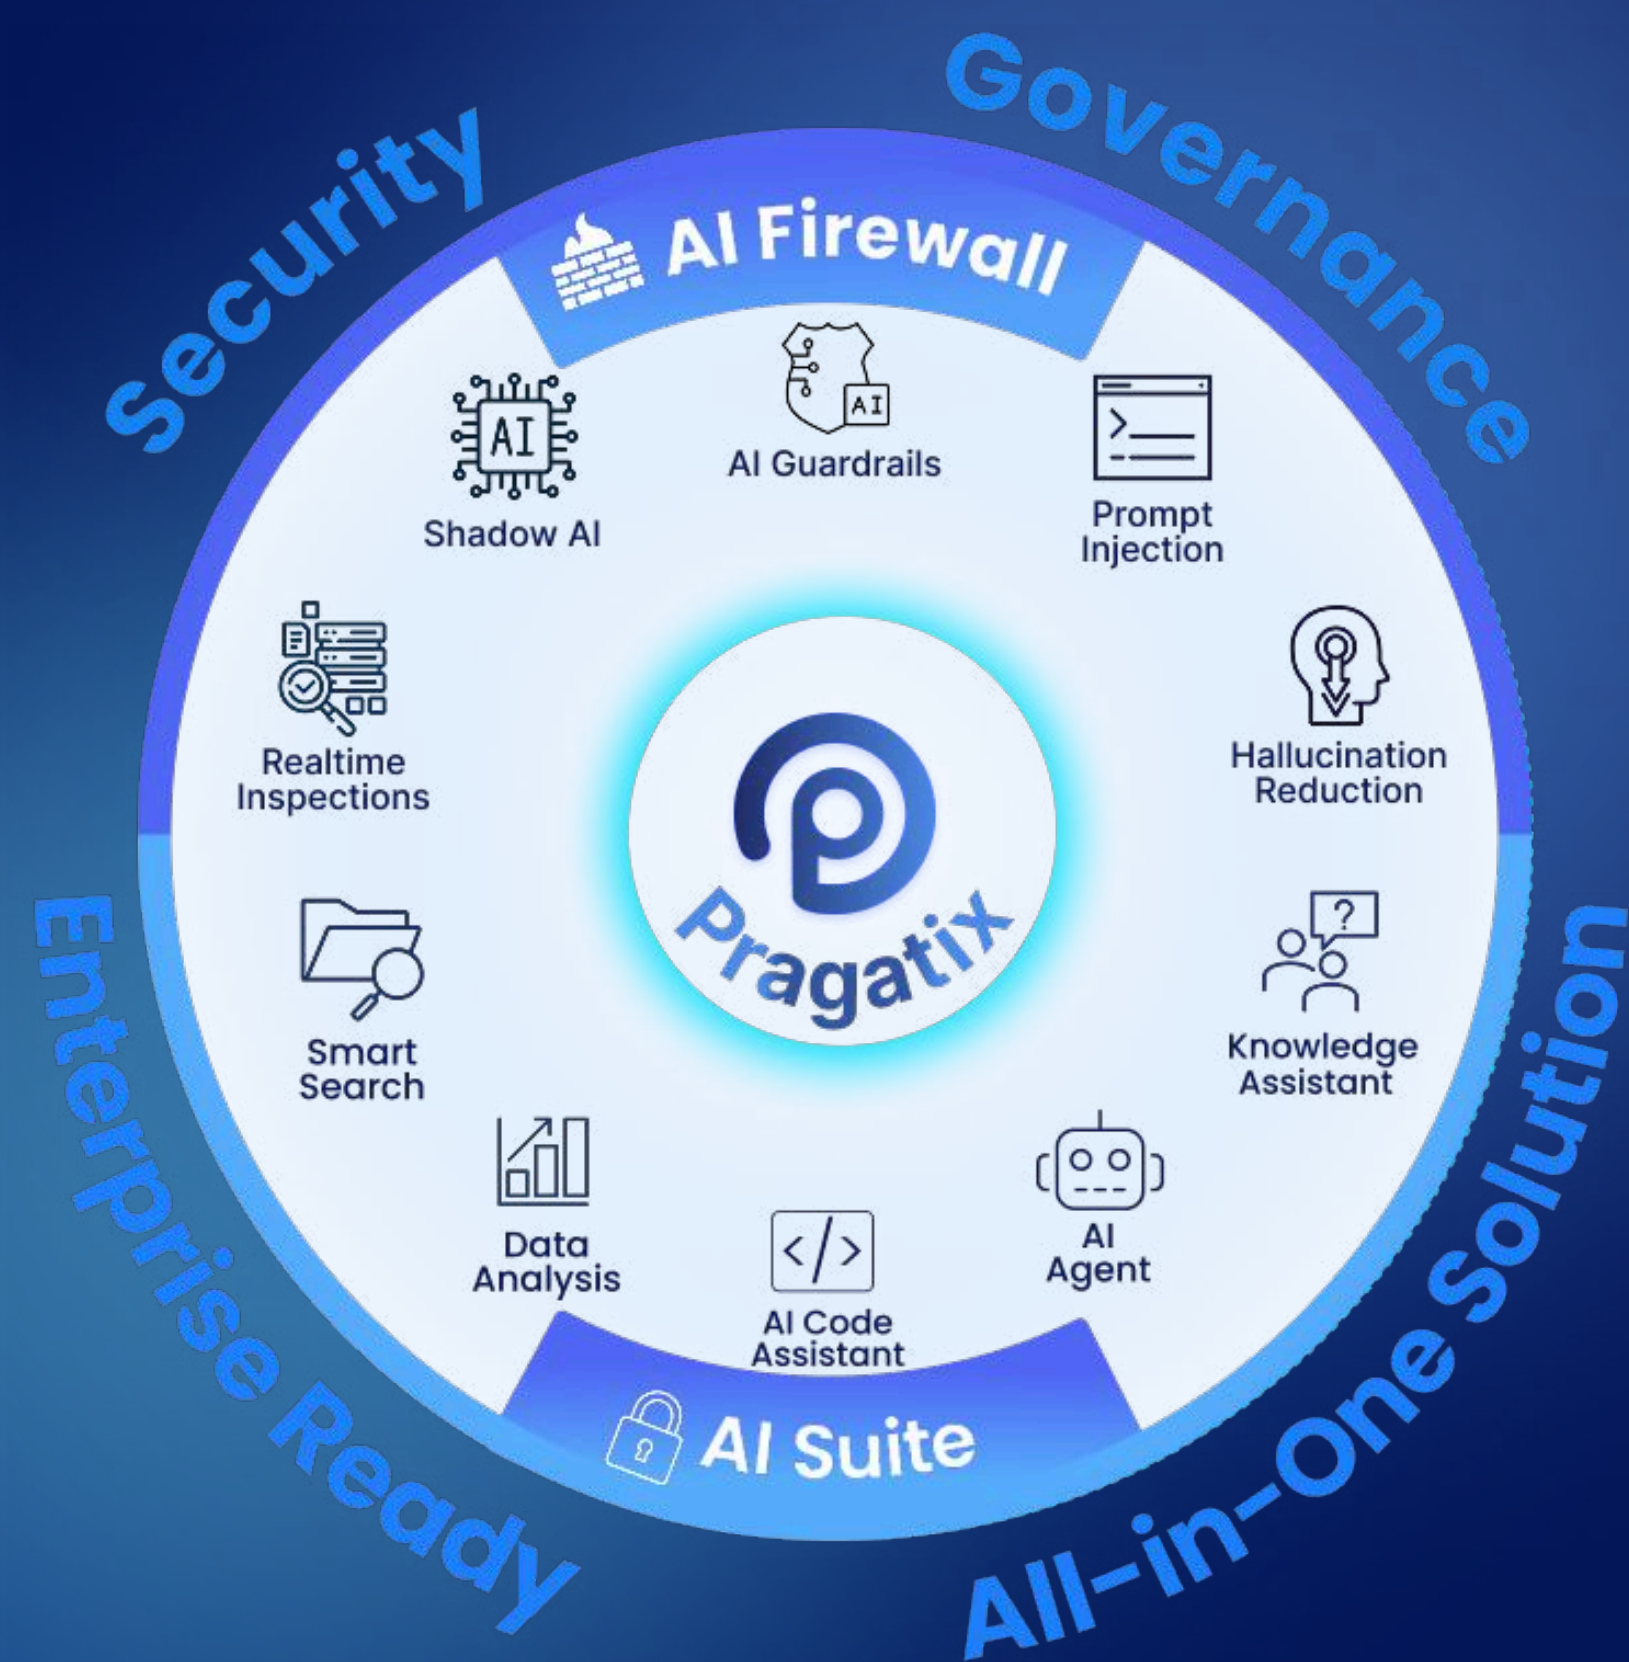 Security
Governance
AI Firewall
AI
AI Guardrails
AI
Shadow AI
Prompt
Injection
Realtime
Inspections
Hallucination
Reduction
Pragatix
Smart
Search
?
Knowledge
Assistant
Data
Analysis
</>
AI Code
Assistant
AI
Agent
AI Suite
Enterprise Ready
All-in-One Solution